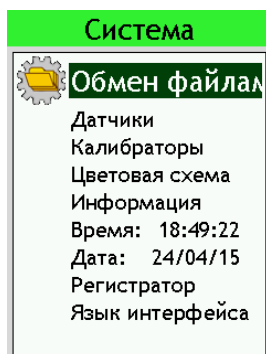 Система
Обмен файлам
Датчики
Калибраторы
Цветовая схема
Информация
Время: 18:49:22
Дата: 24/04/15
Регистратор
Язык интерфейса